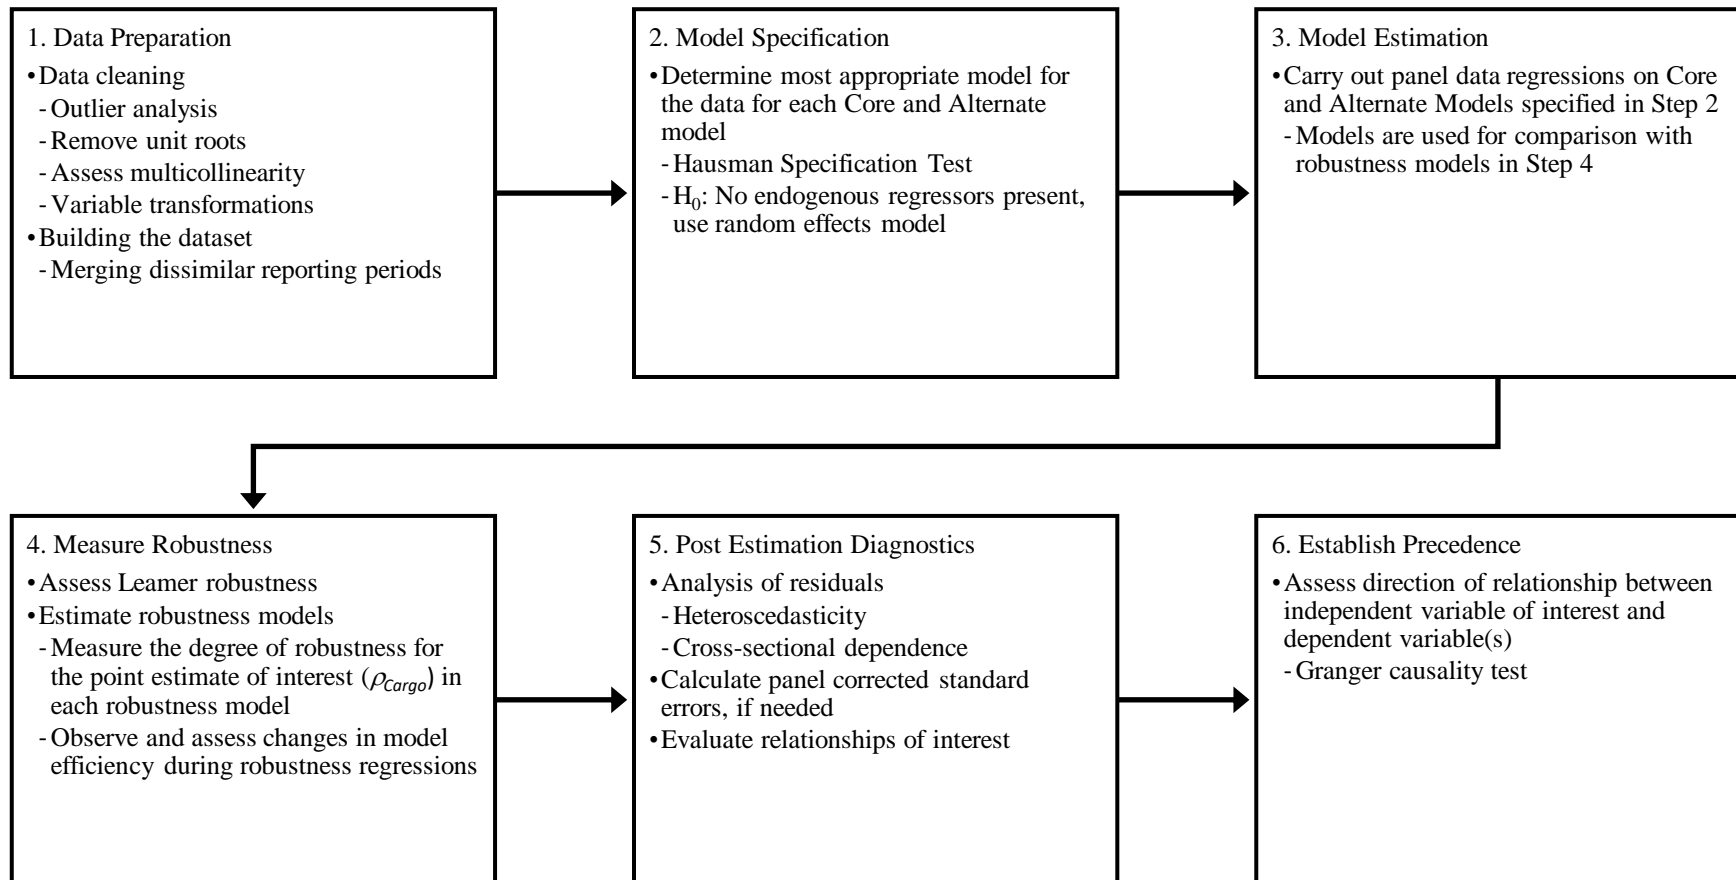 1. Data Preparation
•Data cleaning
- Outlier analysis
- Remove unit roots
- Assess multicollinearity
- Variable transformations
•Building the dataset
- Merging dissimilar reporting periods
2. Model Specification
•Determine most appropriate model for
the data for each Core and Alternate
model
- Hausman Specification Test
- H₀: No endogenous regressors present,
use random effects model
3. Model Estimation
•Carry out panel data regressions on Core
and Alternate Models specified in Step 2
- Models are used for comparison with
robustness models in Step 4
4. Measure Robustness
•Assess Leamer robustness
•Estimate robustness models
- Measure the degree of robustness for
the point estimate of interest (ρCargo) in
each robustness model
- Observe and assess changes in model
efficiency during robustness regressions
5. Post Estimation Diagnostics
•Analysis of residuals
- Heteroscedasticity
- Cross-sectional dependence
•Calculate panel corrected standard
errors, if needed
•Evaluate relationships of interest
6. Establish Precedence
•Assess direction of relationship between
independent variable of interest and
dependent variable(s)
- Granger causality test